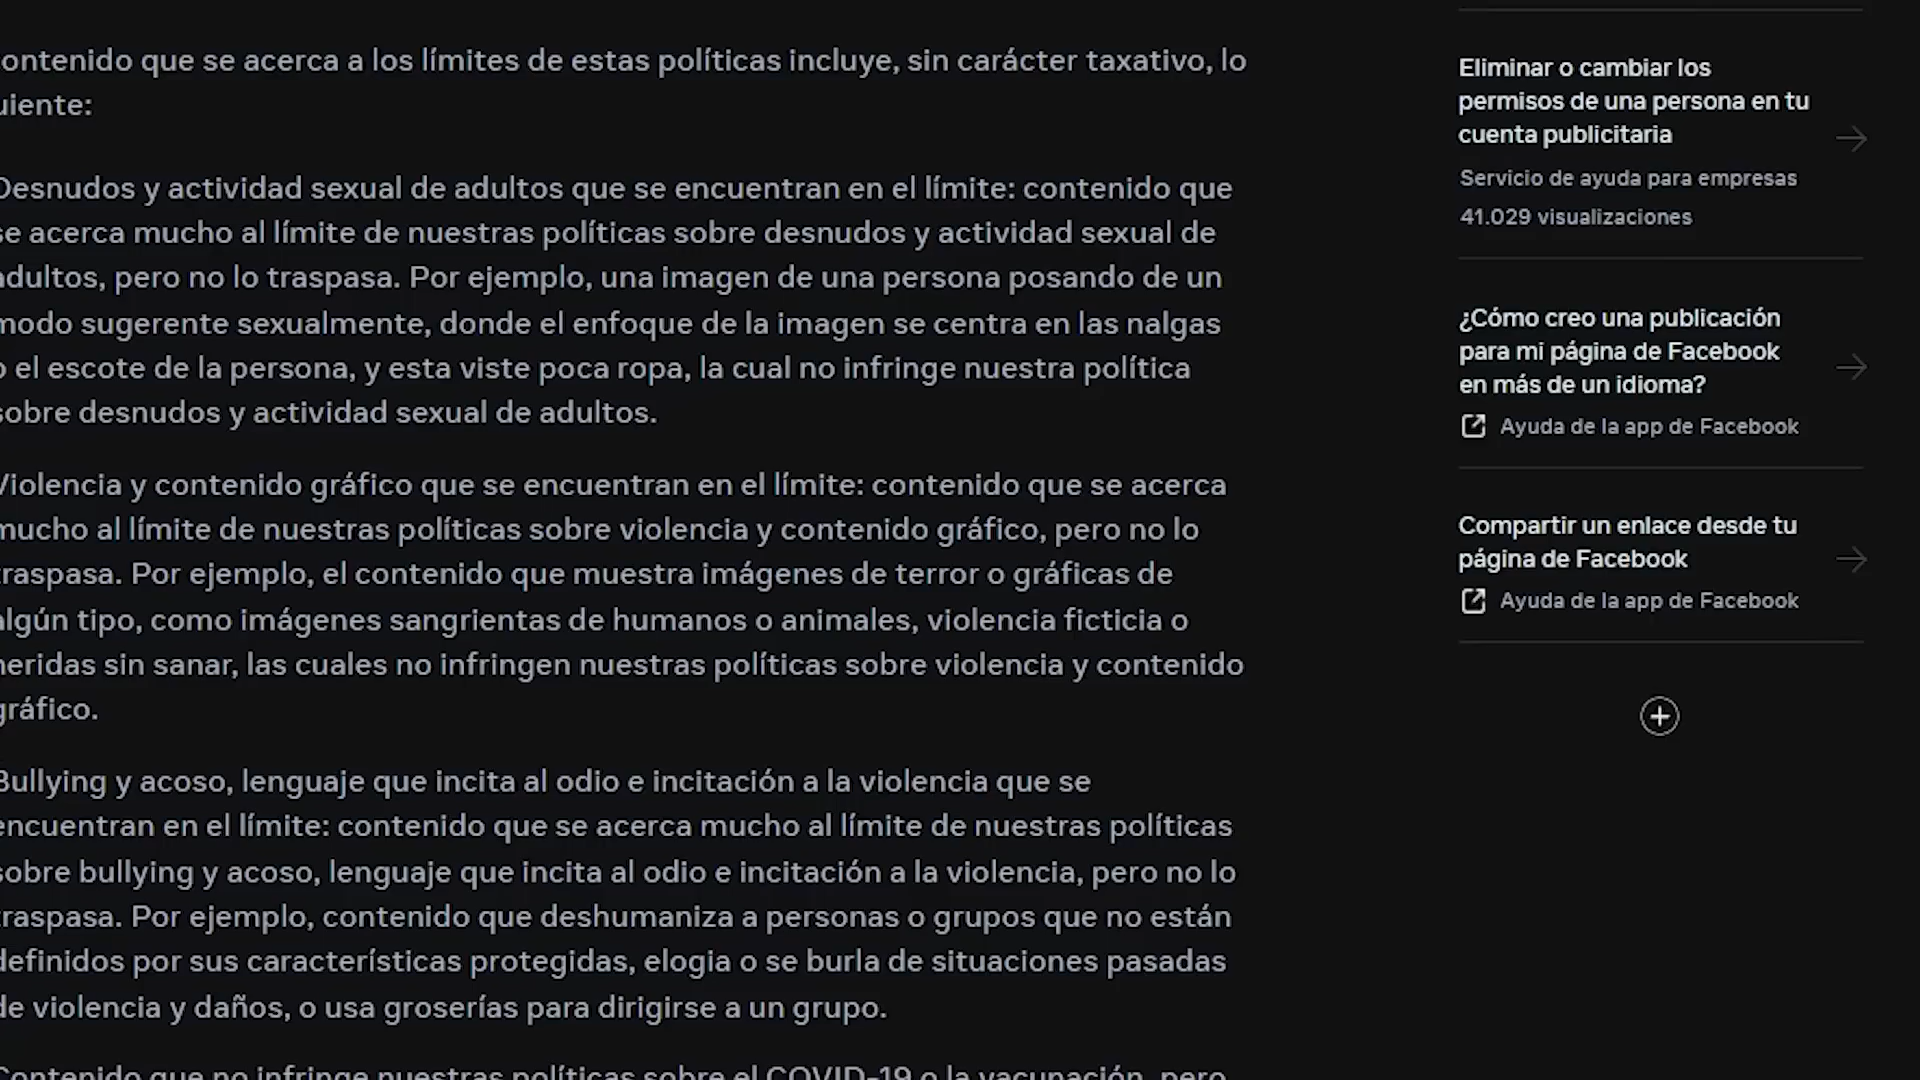 ontenido que se acerca a los límites de estas políticas incluye, sin carácter taxativo, lo
uiente:
Desnudos y actividad sexual de adultos que se encuentran en el límite: contenido que
se acerca mucho al límite de nuestras políticas sobre desnudos y actividad sexual de
adultos, pero no lo traspasa. Por ejemplo, una imagen de una persona posando de un
modo sugerente sexualmente, donde el enfoque de la imagen se centra en las nalgas
o el escote de la persona, y esta viste poca ropa, la cual no infringe nuestra política
sobre desnudos y actividad sexual de adultos.
Violencia y contenido gráfico que se encuentran en el límite: contenido que se acerca
mucho al límite de nuestras políticas sobre violencia y contenido gráfico, pero no lo
traspasa. Por ejemplo, el contenido que muestra imágenes de terror o gráficas de
algún tipo, como imágenes sangrientas de humanos o animales, violencia ficticia o
heridas sin sanar, las cuales no infringen nuestras políticas sobre violencia y contenido
gráfico.
Bullying y acoso, lenguaje que incita al odio e incitación a la violencia que se
encuentran en el límite: contenido que se acerca mucho al límite de nuestras políticas
sobre bullying y acoso, lenguaje que incita al odio e incitación a la violencia, pero no lo
traspasa. Por ejemplo, contenido que deshumaniza a personas o grupos que no están
definidos por sus características protegidas, elogia o se burla de situaciones pasadas
de violencia y daños, o usa groserías para dirigirse a un grupo.
Contenido que no infringe nuestras políticas sobre el COVID-19 o la vacunación, pero
Eliminar o cambiar los
permisos de una persona en tu
cuenta publicitaria
Servicio de ayuda para empresas
41.029 visualizaciones
¿Cómo creo una publicación
para mi página de Facebook
en más de un idioma?
Ayuda de la app de Facebook
Compartir un enlace desde tu
página de Facebook
Ayuda de la app de Facebook